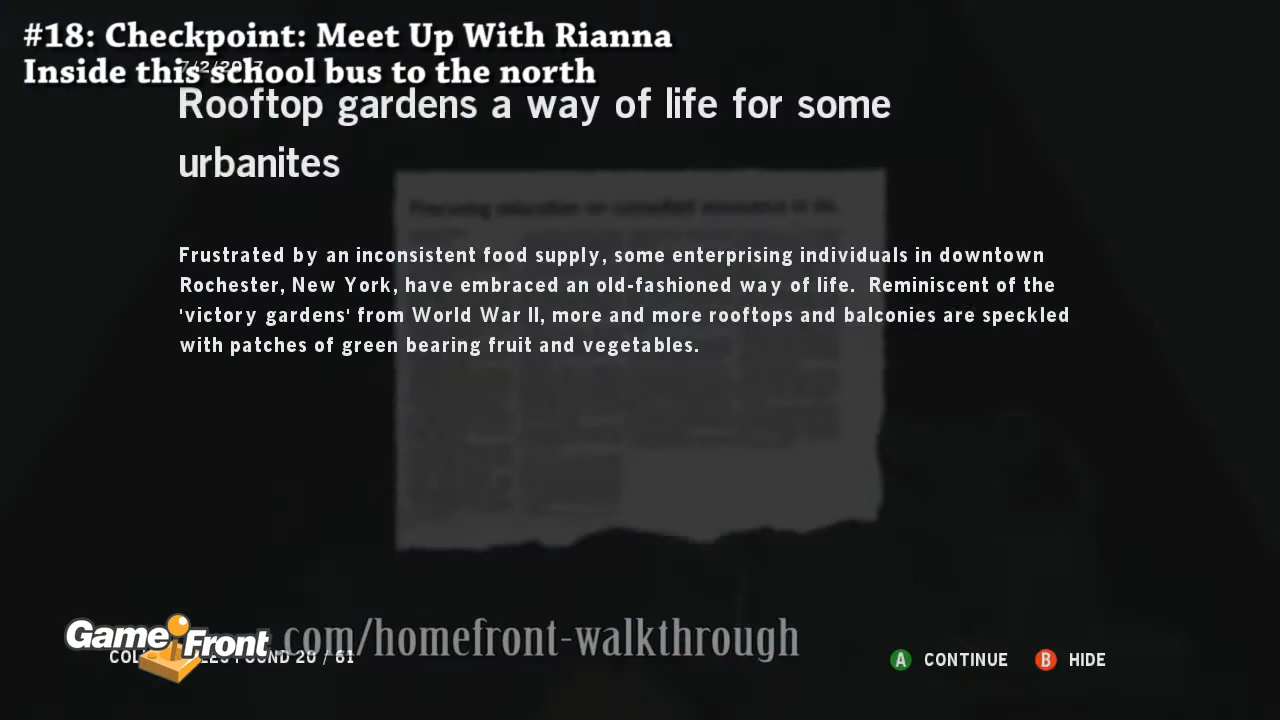 #18: Checkpoint: Meet Up With Rianna
Inside this school bus to the north
Rooftop gardens a way of life for some
urbanites
Frustrated by an inconsistent food supply, some enterprising individuals in downtown
Rochester, New York, have embraced an old-fashioned way of life.  Reminiscent of the
'victory gardens' from World War II, more and more rooftops and balconies are speckled
with patches of green bearing fruit and vegetables.
GameFront
.com/homefront-walkthrough
20 / 61
A CONTINUE B HIDE